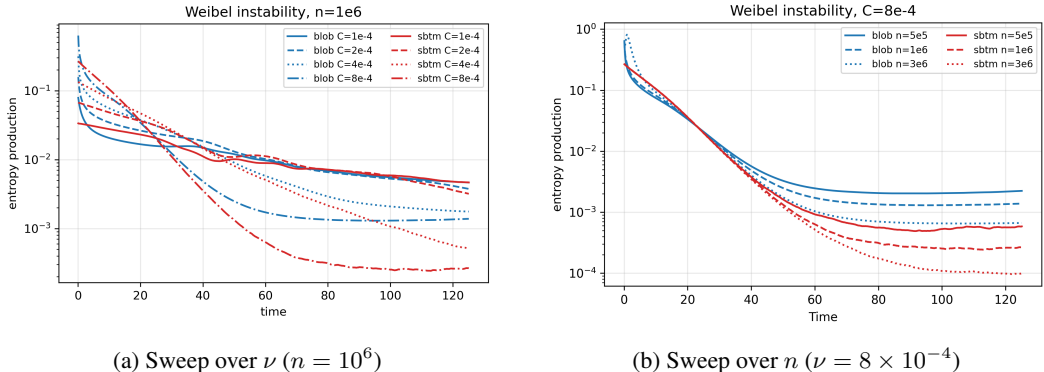 Weibel instability, n=1e6
blob C=1e-4
blob C=2e-4
blob C=4e-4
blob C=8e-4
sbtm C=1e-4
sbtm C=2e-4
sbtm C=4e-4
sbtm C=8e-4
entropy production
10⁻¹
10⁻²
10⁻³
0 20 40 60 80 100 120
time
(a) Sweep over ν (n = 10⁶)
Weibel instability, C=8e-4
blob n=5e5
blob n=1e6
blob n=3e6
sbtm n=5e5
sbtm n=1e6
sbtm n=3e6
entropy production
10⁰
10⁻¹
10⁻²
10⁻³
10⁻⁴
0 20 40 60 80 100 120
Time
(b) Sweep over n (ν = 8 × 10⁻⁴)